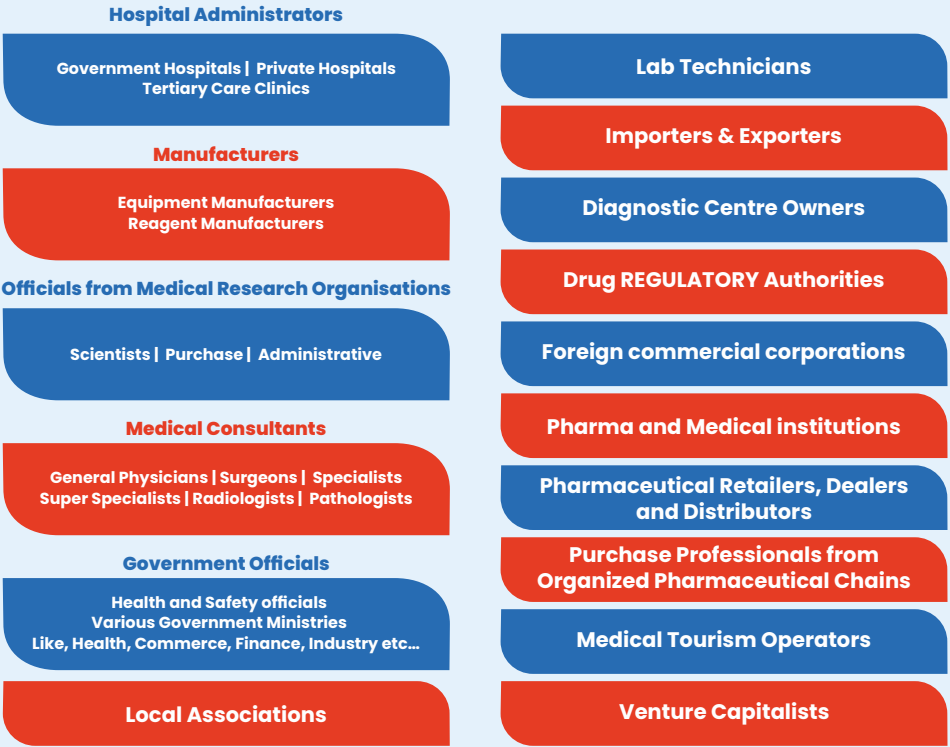 Hospital Administrators
Government Hospitals | Private Hospitals
Tertiary Care Clinics
Manufacturers
Equipment Manufacturers
Reagent Manufacturers
Officials from Medical Research Organisations
Scientists | Purchase | Administrative
Medical Consultants
General Physicians | Surgeons | Specialists
Super Specialists | Radiologists | Pathologists
Government Officials
Health and Safety officials
Various Government Ministries
Like, Health, Commerce, Finance, Industry etc...
Local Associations
Lab Technicians
Importers & Exporters
Diagnostic Centre Owners
Drug REGULATORY Authorities
Foreign commercial corporations
Pharma and Medical institutions
Pharmaceutical Retailers, Dealers
and Distributors
Purchase Professionals from
Organized Pharmaceutical Chains
Medical Tourism Operators
Venture Capitalists